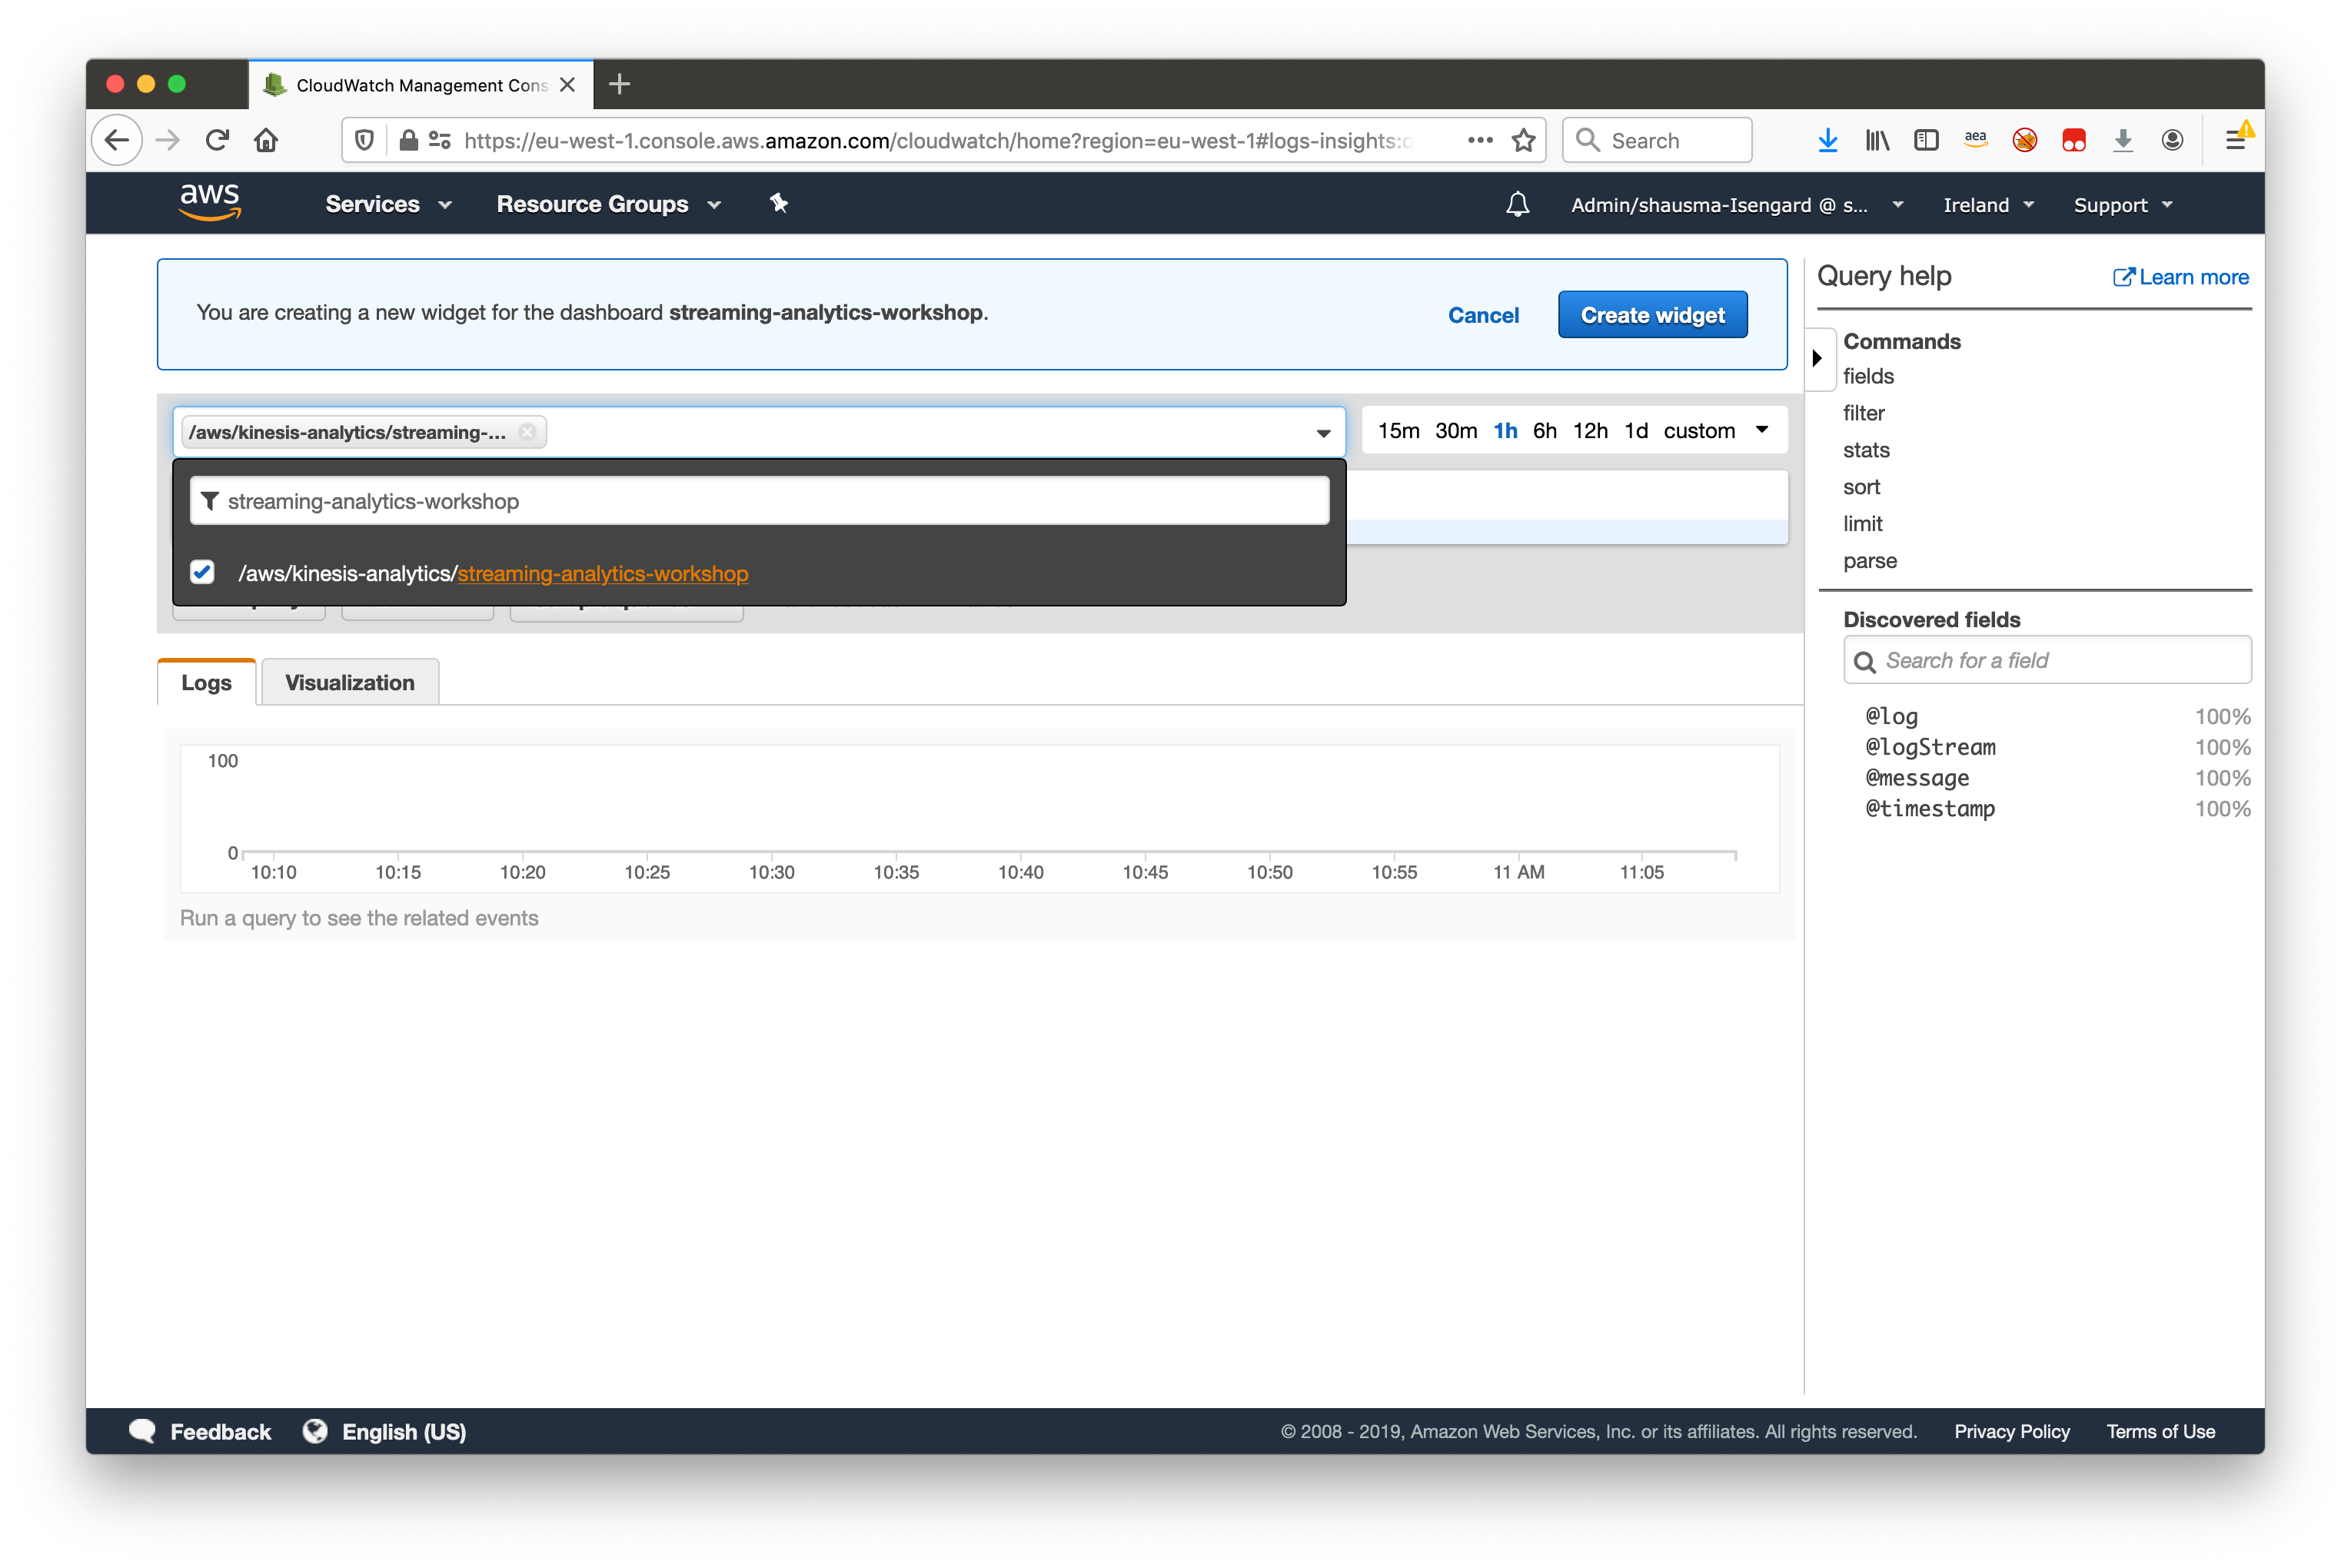 CloudWatch Management Cons
https://eu-west-1.console.aws.amazon.com/cloudwatch/home?region=eu-west-1#logs-insights:q
Search
aea
aws
Services
Resource Groups
Admin/shausma-Isengard @ s...
Ireland
Support
You are creating a new widget for the dashboard streaming-analytics-workshop.
Cancel
Create widget
Query help
Learn more
Commands
fields
filter
stats
sort
limit
parse
/aws/kinesis-analytics/streaming-...
15m 30m 1h 6h 12h 1d custom
streaming-analytics-workshop
/aws/kinesis-analytics/streaming-analytics-workshop
Discovered fields
Search for a field
@log 100%
@logStream 100%
@message 100%
@timestamp 100%
Logs
Visualization
100
0
10:10 10:15 10:20 10:25 10:30 10:35 10:40 10:45 10:50 10:55 11 AM 11:05
Run a query to see the related events
Feedback
English (US)
© 2008 - 2019, Amazon Web Services, Inc. or its affiliates. All rights reserved.
Privacy Policy
Terms of Use